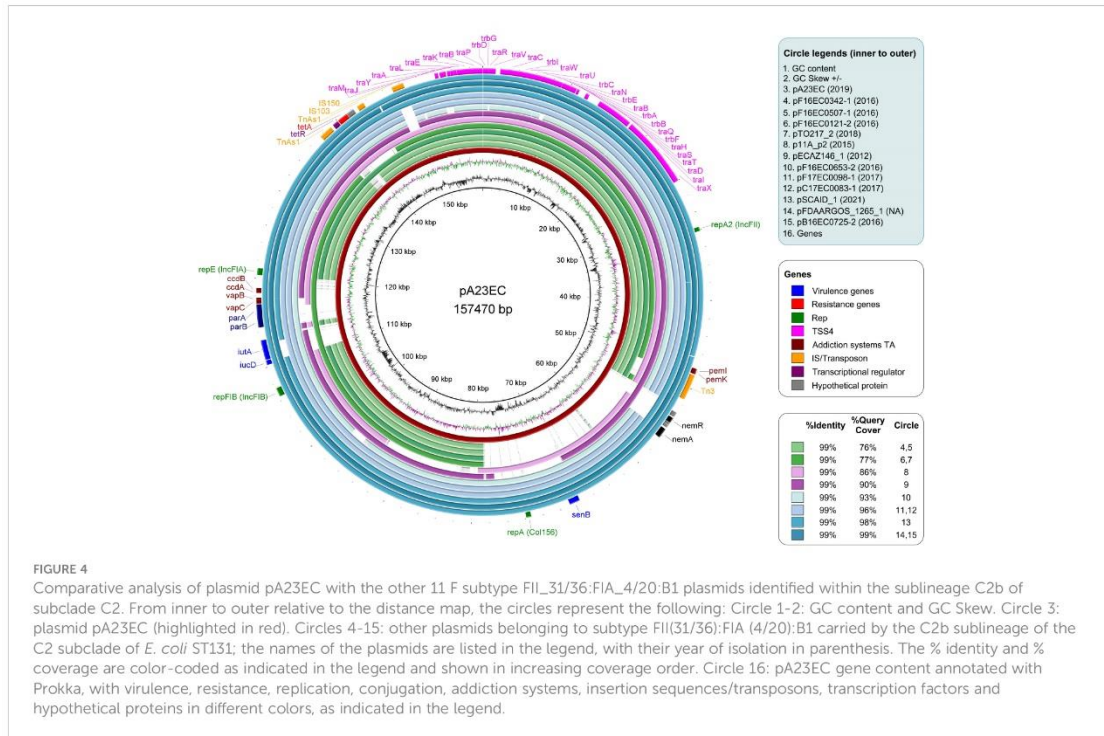 trbG
trbD
traP
traB
traK
traE
traL
traA
traY
traJ
traM
IS150
IS103
TnAs1
tetA
tetR
TnAs1
traR
traV
traC
trbI
traW
traU
trbC
traN
trbE
traB
trbB
traQ
trbF
traH
traS
traT
traD
traI
traX
repA2 (IncFII)
pemI
pemK
Tn3
nemR
nemA
senB
repA (Col156)
repFIB (IncFIB)
iucD
iutA
parB
parA
vapC
vapB
ccdA
ccdB
repE (IncFIA)
pA23EC
157470 bp
10 kbp
20 kbp
30 kbp
40 kbp
50 kbp
60 kbp
70 kbp
80 kbp
90 kbp
100 kbp
110 kbp
120 kbp
130 kbp
140 kbp
150 kbp
Circle legends (inner to outer)
1. GC content
2. GC Skew +/-
3. pA23EC (2019)
4. pF16EC0342-1 (2016)
5. pF16EC0507-1 (2016)
6. pF16EC0121-2 (2016)
7. pTO217_2 (2018)
8. p11A_p2 (2015)
9. pECAZ146_1 (2012)
10. pF16EC0653-2 (2016)
11. pF17EC0098-1 (2017)
12. pC17EC0083-1 (2017)
13. pSCAID_1 (2021)
14. pFDAARGOS_1265_1 (NA)
15. pB16EC0725-2 (2016)
16. Genes
Genes
Virulence genes
Resistance genes
Rep
TSS4
Addiction systems TA
IS/Transposon
Transcriptional regulator
Hypothetical protein
%Identity %Query Cover Circle
99% 76% 4,5
99% 77% 6,7
99% 86% 8
99% 90% 9
99% 93% 10
99% 96% 11,12
99% 98% 13
99% 99% 14,15
FIGURE 4
Comparative analysis of plasmid pA23EC with the other 11 F subtype FII_31/36:FIA_4/20:B1 plasmids identified within the sublineage C2b of
subclade C2. From inner to outer relative to the distance map, the circles represent the following: Circle 1-2: GC content and GC Skew. Circle 3:
plasmid pA23EC (highlighted in red). Circles 4-15: other plasmids belonging to subtype FII(31/36):FIA (4/20):B1 carried by the C2b sublineage of the
C2 subclade of E. coli ST131; the names of the plasmids are listed in the legend, with their year of isolation in parenthesis. The % identity and %
coverage are color-coded as indicated in the legend and shown in increasing coverage order. Circle 16: pA23EC gene content annotated with
Prokka, with virulence, resistance, replication, conjugation, addiction systems, insertion sequences/transposons, transcription factors and
hypothetical proteins in different colors, as indicated in the legend.